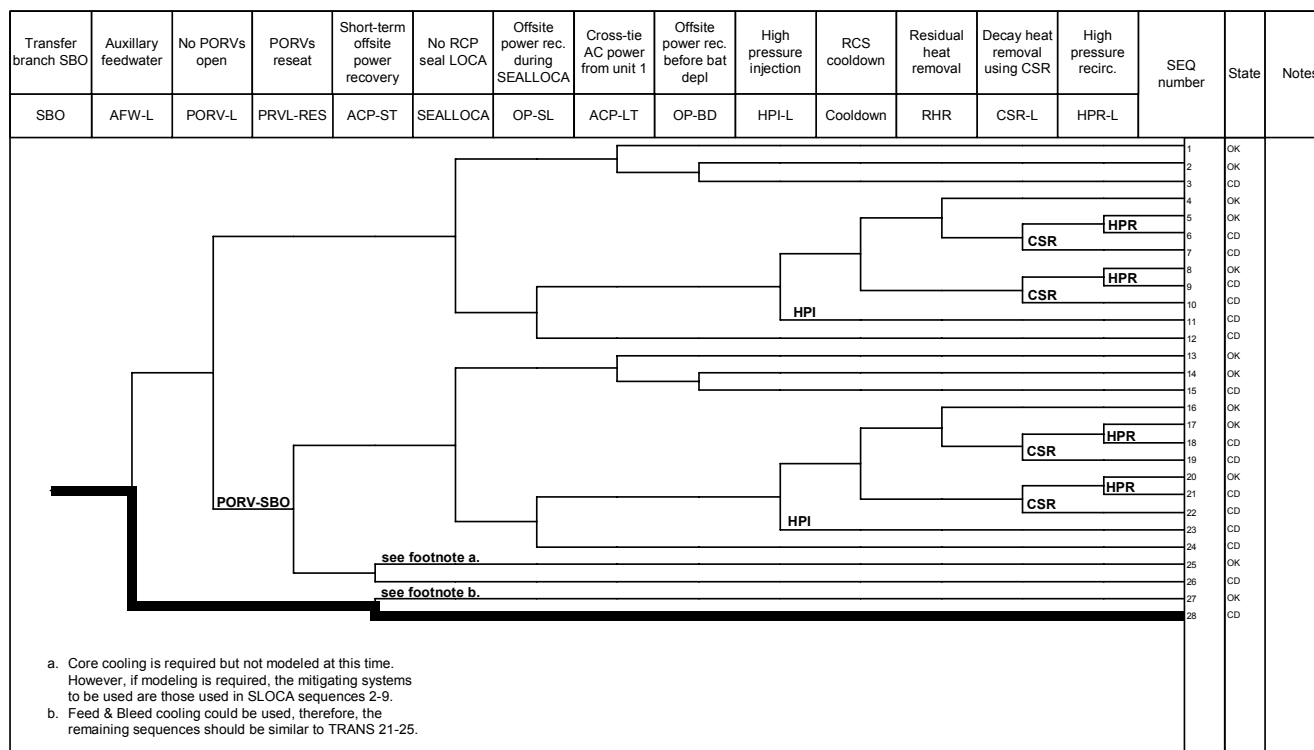 Transfer branch SBO
Auxillary feedwater
No PORVs open
PORVs reseat
Short-term offsite power recovery
No RCP seal LOCA
Offsite power rec. during SEALLOCA
Cross-tie AC power from unit 1
Offsite power rec. before bat depl
High pressure injection
RCS cooldown
Residual heat removal
Decay heat removal using CSR
High pressure recirc.
SEQ number
State
Notes
SBO
AFW-L
PORV-L
PRVL-RES
ACP-ST
SEALLOCA
OP-SL
ACP-LT
OP-BD
HPI-L
Cooldown
RHR
CSR-L
HPR-L
1 OK
2 OK
3 CD
4 OK
5 OK
HPR
6 CD
CSR
7 CD
8 OK
HPR
9 CD
CSR
10 CD
HPI
11 CD
12 CD
13 OK
14 OK
15 CD
16 OK
17 OK
HPR
18 CD
CSR
19 CD
20 OK
HPR
21 CD
PORV-SBO
CSR
22 CD
HPI
23 CD
24 CD
see footnote a.
25 OK
26 CD
see footnote b.
27 OK
28 CD
a. Core cooling is required but not modeled at this time.
However, if modeling is required, the mitigating systems
to be used are those used in SLOCA sequences 2-9.
b. Feed & Bleed cooling could be used, therefore, the
remaining sequences should be similar to TRANS 21-25.